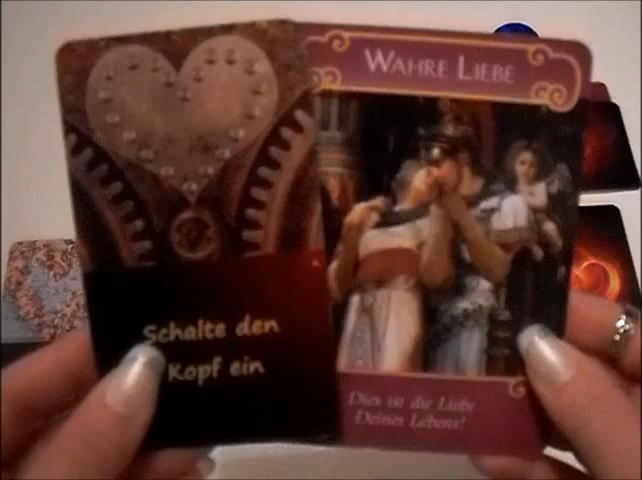 Schalte den
Kopf ein
WAHRE LIEBE
Dies ist die Liebe
Deines Lebens!